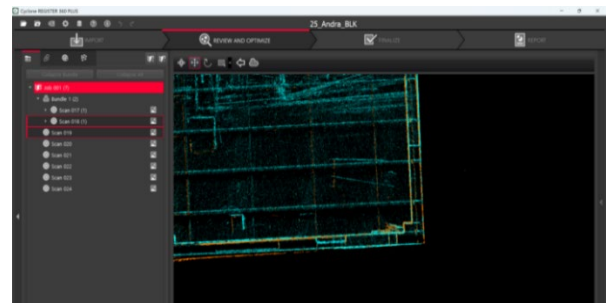 Cyclone REGISTER 360 PLUS
25_Andra_BLK
IMPORT
REVIEW AND OPTIMIZE
FINALIZE
REPORT
Job 001 (7)
Bundle 1 (2)
Scan 017 (1)
Scan 018 (1)
Scan 019
Scan 020
Scan 021
Scan 022
Scan 023
Scan 024